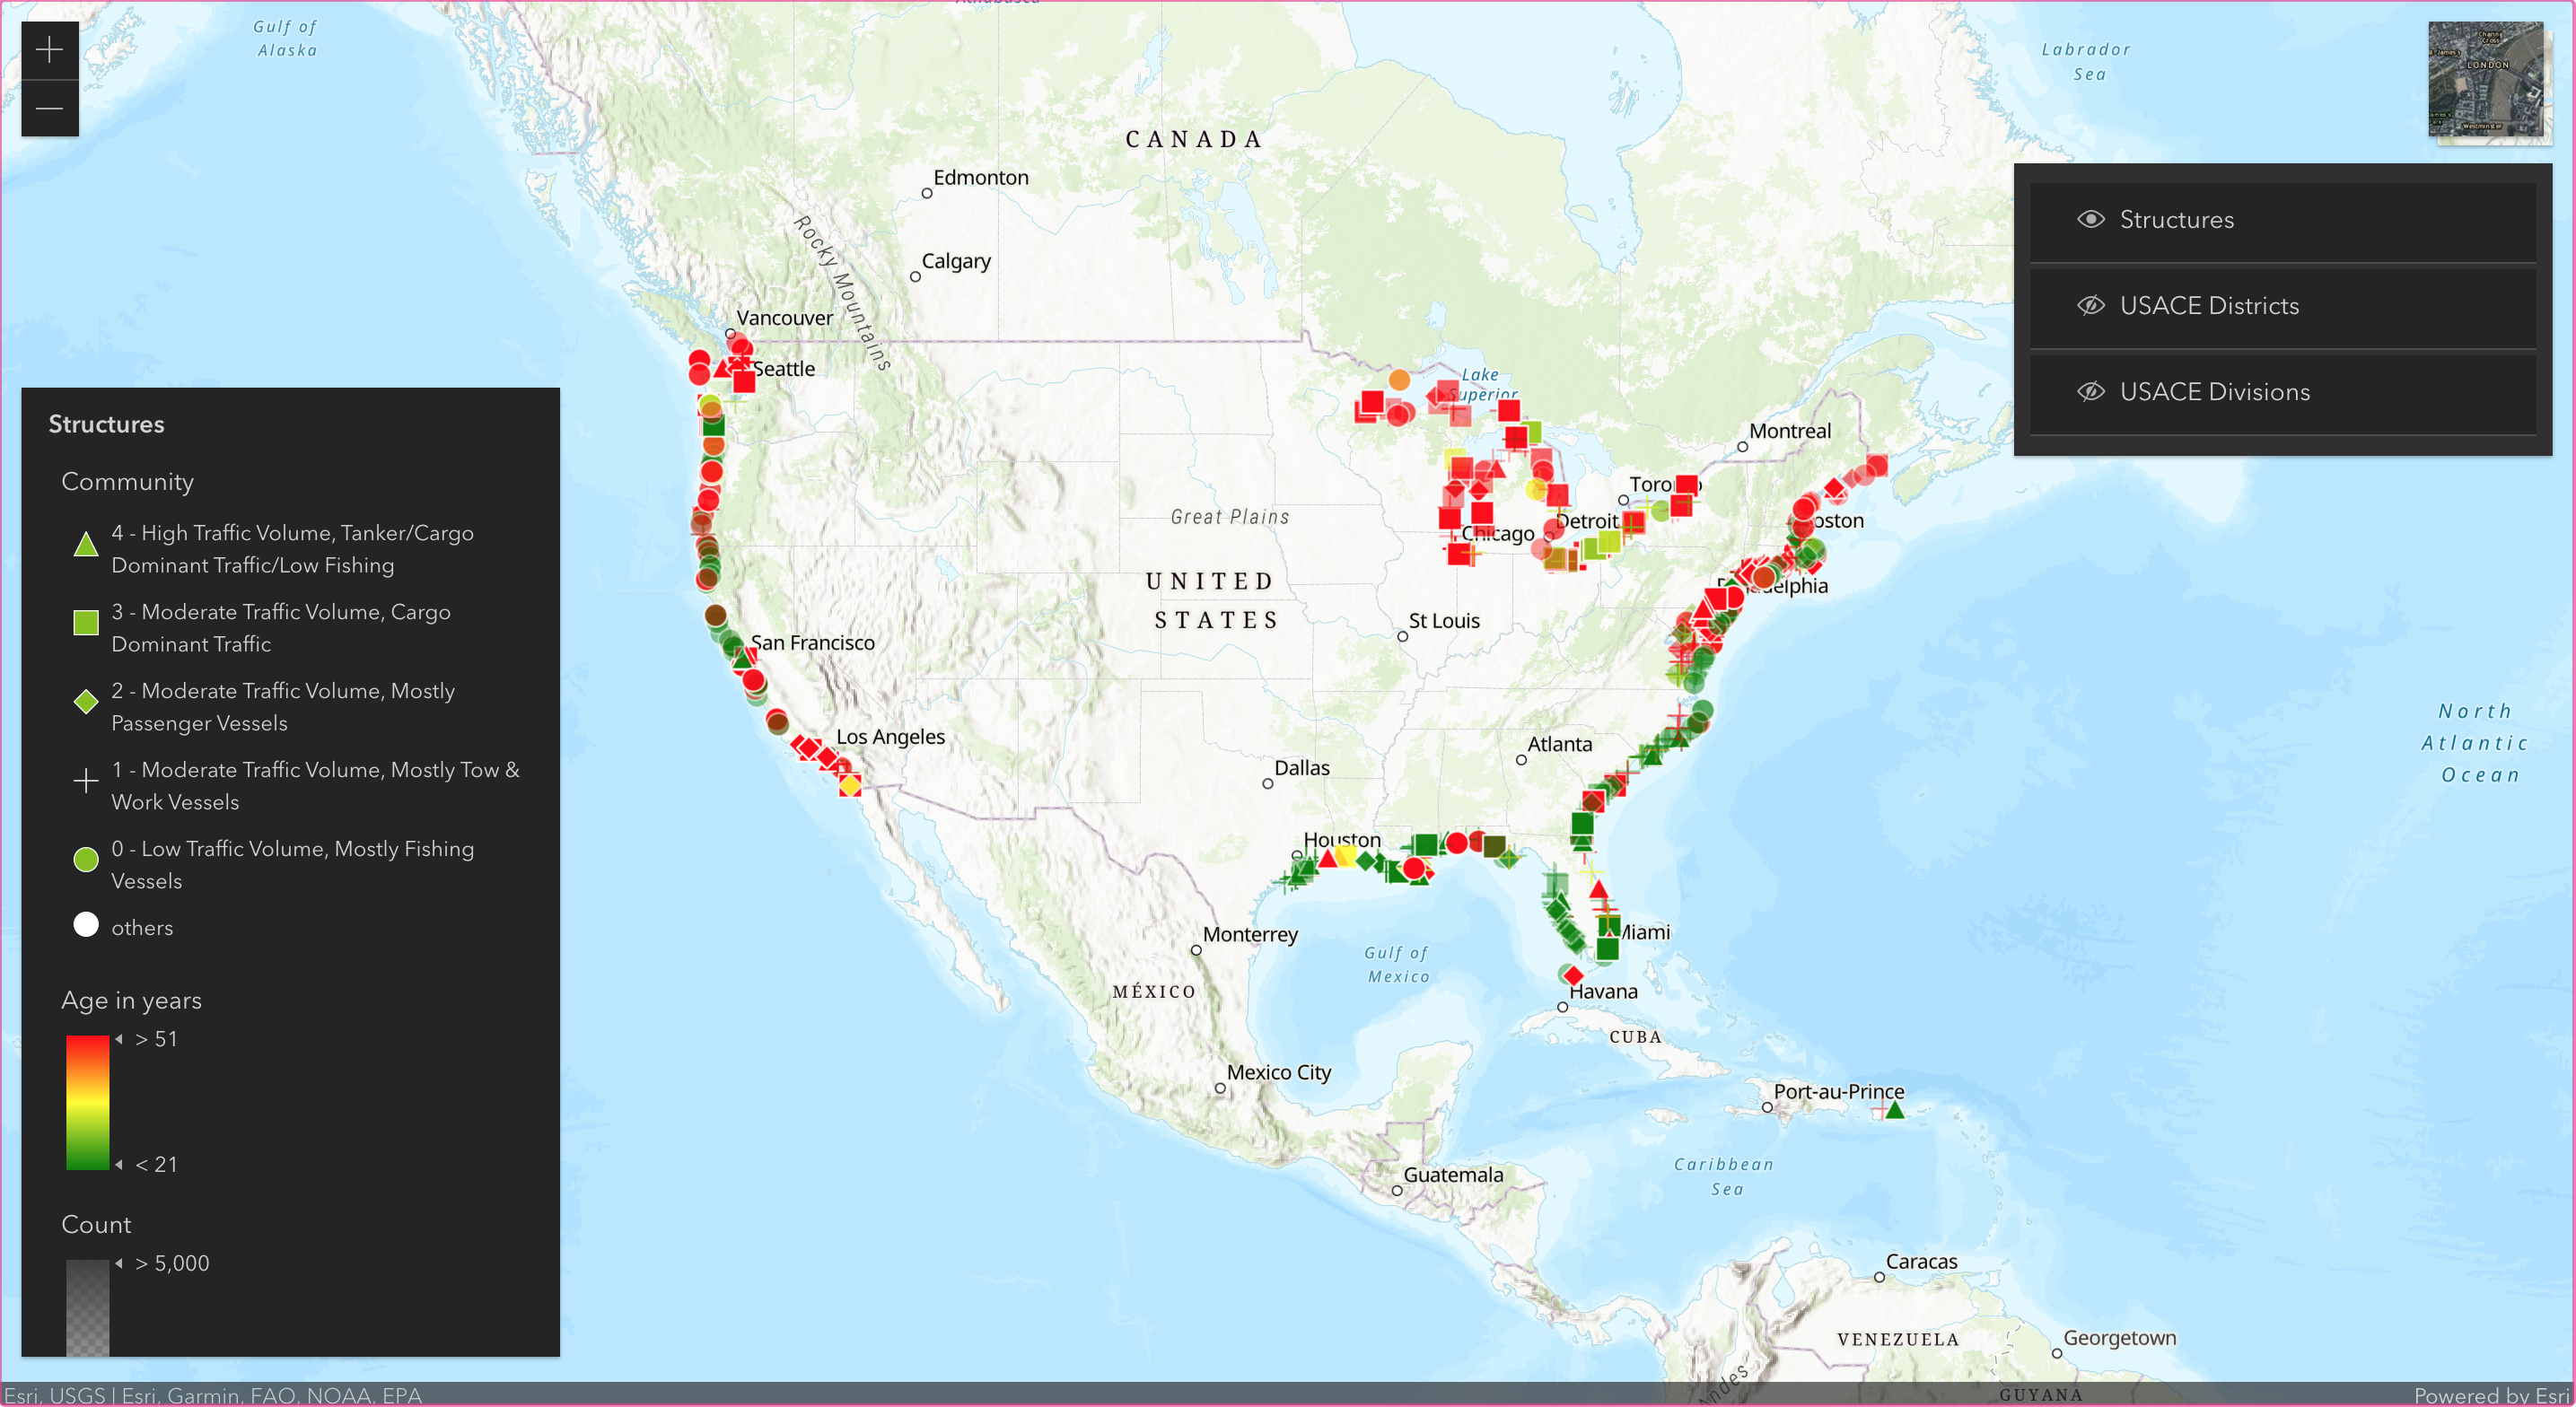 Athabasca
Gulf of
Alaska
Labrador
Sea
Charing
Cross
St James's
LONDON
Westminster
CANADA
Edmonton
Rocky Mountains
Calgary
Structures
USACE Districts
USACE Divisions
Vancouver
Seattle
Lake
Superior
Montreal
Great Plains
Detroit
Chicago
UNITED
STATES
St Louis
San Francisco
Los Angeles
Atlanta
Dallas
Houston
Miami
Monterrey
Gulf of
Mexico
MÉXICO
Havana
CUBA
Mexico City
Port-au-Prince
Guatemala
Caribbean
Sea
North
Atlantic
Ocean
Caracas
VENEZUELA
Georgetown
GUYANA
Structures
Community
4 - High Traffic Volume, Tanker/Cargo
Dominant Traffic/Low Fishing
3 - Moderate Traffic Volume, Cargo
Dominant Traffic
2 - Moderate Traffic Volume, Mostly
Passenger Vessels
1 - Moderate Traffic Volume, Mostly Tow &
Work Vessels
0 - Low Traffic Volume, Mostly Fishing
Vessels
others
Age in years
> 51
< 21
Count
> 5,000
Esri, USGS | Esri, Garmin, FAO, NOAA, EPA
Powered by Esri